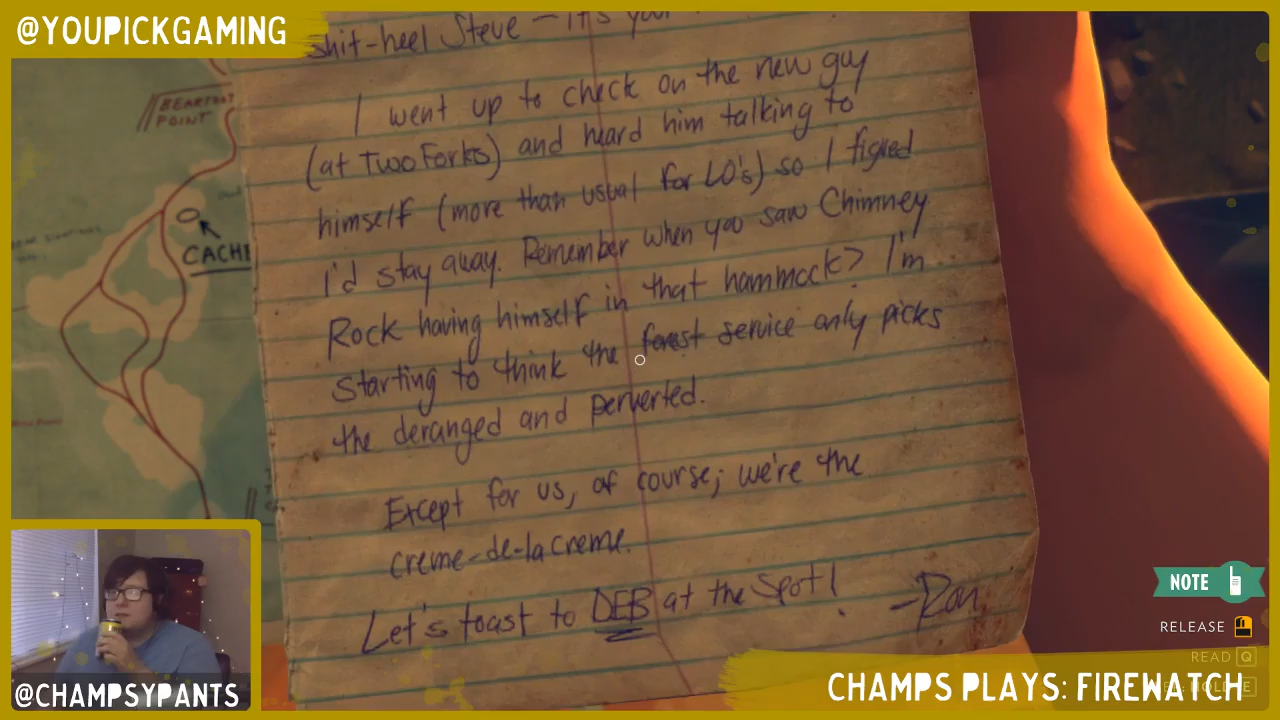 @YOUPICKGAMING
shit-heel Steve - it's your
I went up to check on the new guy
(at Two Forks) and heard him talking to
himself (more than usual for LO's) so I figred
I'd stay away. Remember when you saw Chimney
Rock having himself in that hammock? I'm
starting to think the forest service only picks
the deranged and perverted.
Except for us, of course; we're the
creme-de-la creme.
Let's toast to DEB at the Spot!
-Ron
BEARTOOT
POINT
CACHE
NOTE
RELEASE
READ Q
@CHAMPSYPANTS
CHAMPS PLAYS: FIREWATCH